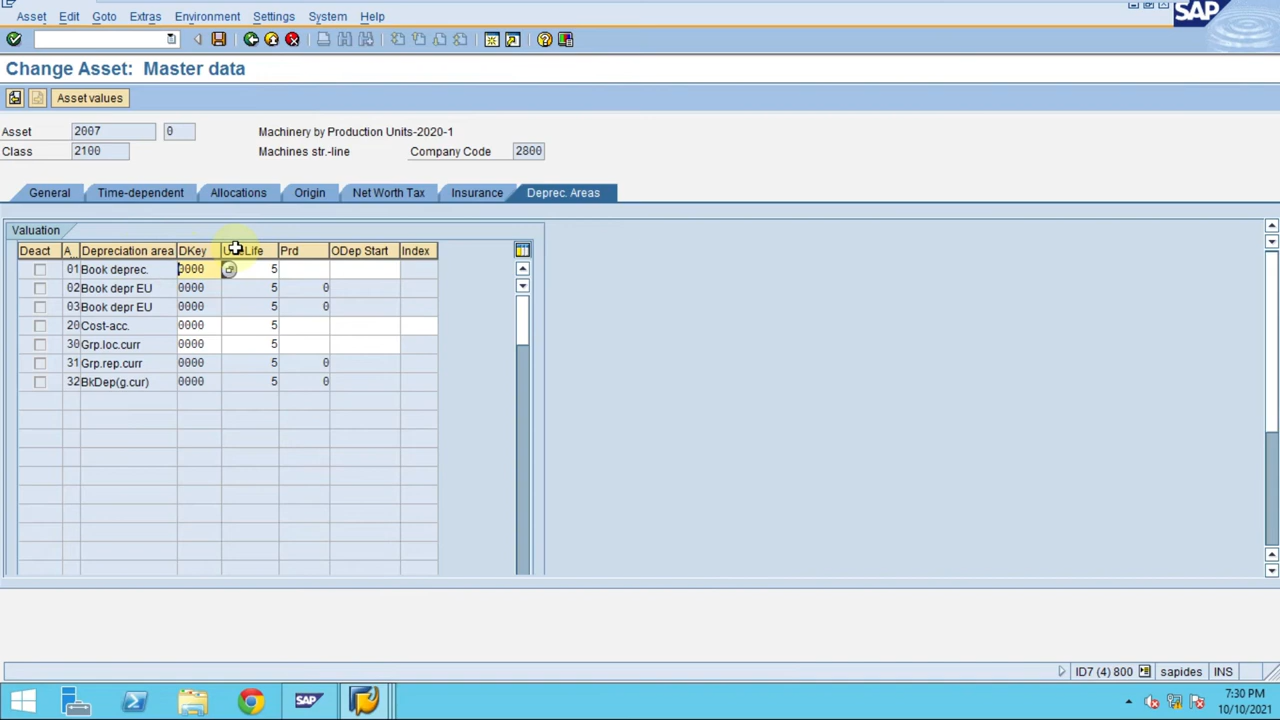 Asset Edit Goto Extras Environment Settings System Help
SAP
Change Asset: Master data
Asset values
Asset 2007 0 Machinery by Production Units-2020-1
Class 2100 Machines str.-line Company Code 2800
General Time-dependent Allocations Origin Net Worth Tax Insurance Deprec. Areas
Valuation
Deact A... Depreciation area DKey Life Prd ODep Start Index
01 Book deprec. 0000 5
02 Book depr EU 0000 5 0
03 Book depr EU 0000 5 0
20 Cost-acc. 0000 5
30 Grp.loc.curr 0000 5
31 Grp.rep.curr 0000 5 0
32 BkDep(g.cur) 0000 5 0
ID7 (4) 800 sapides INS
SAP
7:30 PM
10/10/2021